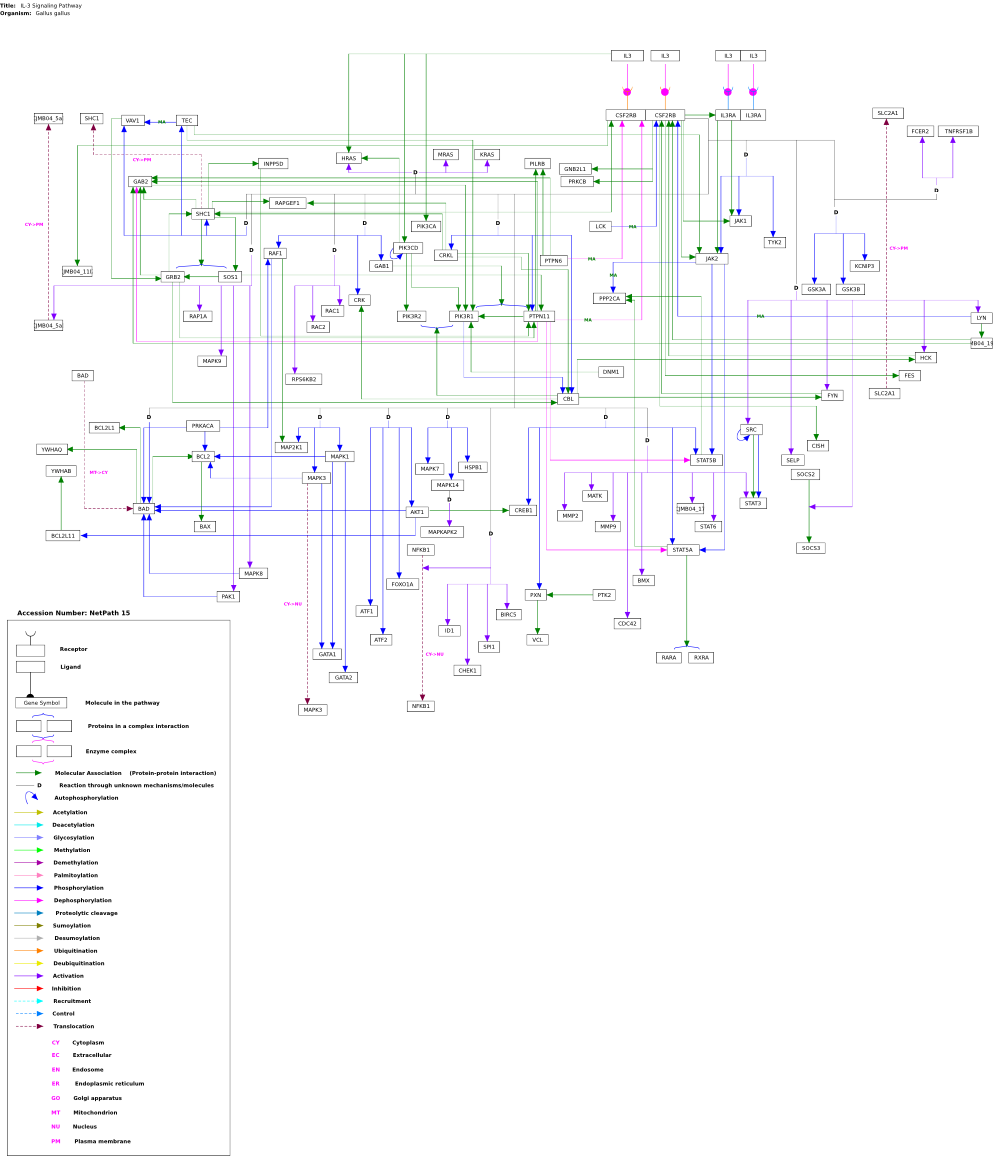 Title: IL-3 Signaling Pathway
Organism: Gallus gallus
IL3 IL3 IL3 IL3
CSF2RB CSF2RB IL3RA IL3RA
SLC2A1
JMB04_5a SHC1 VAV1 MA TEC
FCER2 TNFRSF1B
CY->PM INPP5D HRAS MRAS KRAS PILRB GNB2L1 D
D PRKCB
GAB2
D
RAPGEF1
SHC1 D
CY->PM D D D PIK3CA LCK MA JAK1
TYK2
D RAF1 PIK3CD CRKL CY->PM
PTPN6 MA JAK2
GAB1 KCNIP3
JMB04_11l GRB2 SOS1 MA
D GSK3A GSK3B
CRK PPP2CA
RAC1
JMB04_5a RAP1A RAC2 PIK3R2 PIK3R1 PTPN11 MA MA LYN
MAPK9 HCK
BAD RPS6KB2 DNM1 FES
SLC2A1
CBL FYN
D D D D D
BCL2L1 PRKACA SRC
D
YWHAQ BCL2 MAP2K1 MAPK1 CISH
YWHAB MT->CY MAPK7 HSPB1 STAT5B SELP
MAPK3 SOCS2
MAPK14
D MATK
BAD AKT1 CREB1 MMP2 JMB04_17 STAT3
BAX MMP9 STAT6
BCL2L11 MAPKAPK2 D
NFKB1 STAT5A SOCS3
MAPK8
FOXO1A BMX
PAK1 PXN PTK2
CY->NU ATF1
Accession Number: NetPath 15 BIRC5
CDC42
ID1
ATF2 VCL
Receptor SPI1
GATA1 CY->NU RARA RXRA
Ligand CHEK1
GATA2
Gene Symbol Molecule in the pathway
MAPK3 NFKB1
Proteins in a complex interaction
Enzyme complex
Molecular Association (Protein-protein interaction)
D Reaction through unknown mechanisms/molecules
Autophosphorylation
Acetylation
Deacetylation
Glycosylation
Methylation
Demethylation
Palmitoylation
Phosphorylation
Dephosphorylation
Proteolytic cleavage
Sumoylation
Desumoylation
Ubiquitination
Deubiquitination
Activation
Inhibition
Recruitment
Control
Translocation
CY Cytoplasm
EC Extracellular
EN Endosome
ER Endoplasmic reticulum
GO Golgi apparatus
MT Mitochondrion
NU Nucleus
PM Plasma membrane